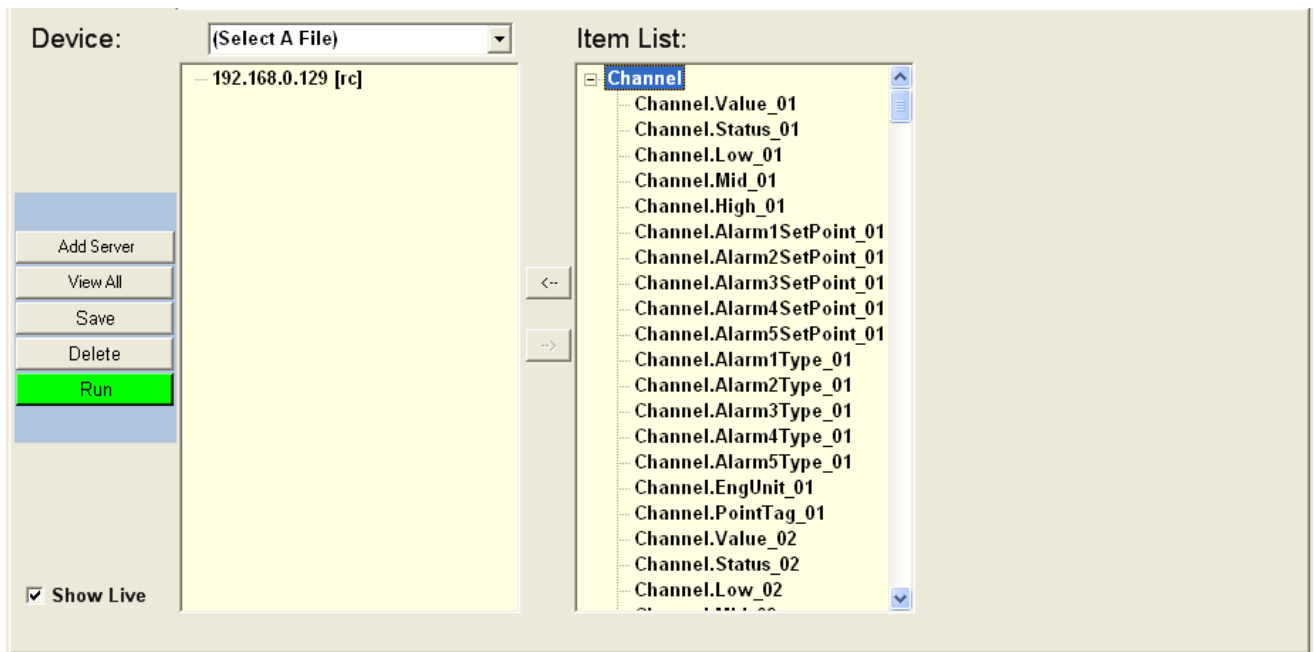 Device:
(Select A File)
192.168.0.129 [rc]
Add Server
View All
Save
Delete
Run
Show Live
<--
-->
Item List:
Channel
Channel.Value_01
Channel.Status_01
Channel.Low_01
Channel.Mid_01
Channel.High_01
Channel.Alarm1SetPoint_01
Channel.Alarm2SetPoint_01
Channel.Alarm3SetPoint_01
Channel.Alarm4SetPoint_01
Channel.Alarm5SetPoint_01
Channel.Alarm1Type_01
Channel.Alarm2Type_01
Channel.Alarm3Type_01
Channel.Alarm4Type_01
Channel.Alarm5Type_01
Channel.EngUnit_01
Channel.PointTag_01
Channel.Value_02
Channel.Status_02
Channel.Low_02